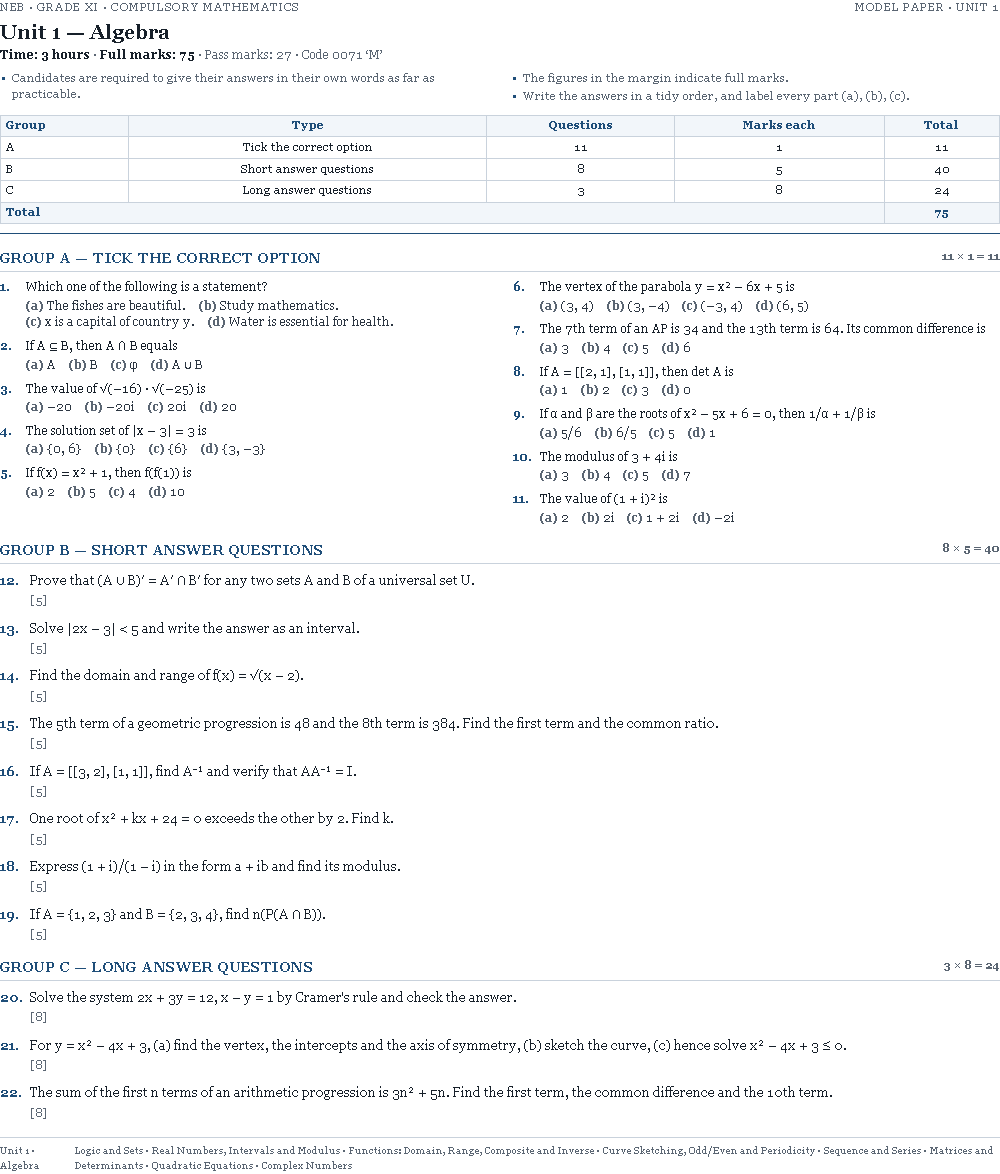 NEB · GRADE XI · COMPULSORY MATHEMATICS
MODEL PAPER · UNIT 1
Unit 1 — Algebra
Time: 3 hours · Full marks: 75 · Pass marks: 27 · Code 0071 ‘M’
• Candidates are required to give their answers in their own words as far as
practicable.
• The figures in the margin indicate full marks.
• Write the answers in a tidy order, and label every part (a), (b), (c).
Group Type Questions Marks each Total
A Tick the correct option 11 1 11
B Short answer questions 8 5 40
C Long answer questions 3 8 24
Total 75
GROUP A — TICK THE CORRECT OPTION 11 × 1 = 11
1. Which one of the following is a statement?
(a) The fishes are beautiful. (b) Study mathematics.
(c) x is a capital of country y. (d) Water is essential for health.
2. If A ⊆ B, then A ∩ B equals
(a) A (b) B (c) φ (d) A ∪ B
3. The value of √(−16) · √(−25) is
(a) −20 (b) −20i (c) 20i (d) 20
4. The solution set of |x − 3| = 3 is
(a) {0, 6} (b) {0} (c) {6} (d) {3, −3}
5. If f(x) = x² + 1, then f(f(1)) is
(a) 2 (b) 5 (c) 4 (d) 10
6. The vertex of the parabola y = x² − 6x + 5 is
(a) (3, 4) (b) (3, −4) (c) (−3, 4) (d) (6, 5)
7. The 7th term of an AP is 34 and the 13th term is 64. Its common difference is
(a) 3 (b) 4 (c) 5 (d) 6
8. If A = [[2, 1], [1, 1]], then det A is
(a) 1 (b) 2 (c) 3 (d) 0
9. If α and β are the roots of x² − 5x + 6 = 0, then 1/α + 1/β is
(a) 5/6 (b) 6/5 (c) 5 (d) 1
10. The modulus of 3 + 4i is
(a) 3 (b) 4 (c) 5 (d) 7
11. The value of (1 + i)² is
(a) 2 (b) 2i (c) 1 + 2i (d) −2i
GROUP B — SHORT ANSWER QUESTIONS 8 × 5 = 40
12. Prove that (A ∪ B)′ = A′ ∩ B′ for any two sets A and B of a universal set U.
[5]
13. Solve |2x − 3| < 5 and write the answer as an interval.
[5]
14. Find the domain and range of f(x) = √(x − 2).
[5]
15. The 5th term of a geometric progression is 48 and the 8th term is 384. Find the first term and the common ratio.
[5]
16. If A = [[3, 2], [1, 1]], find A⁻¹ and verify that AA⁻¹ = I.
[5]
17. One root of x² + kx + 24 = 0 exceeds the other by 2. Find k.
[5]
18. Express (1 + i)/(1 − i) in the form a + ib and find its modulus.
[5]
19. If A = {1, 2, 3} and B = {2, 3, 4}, find n(P(A ∩ B)).
[5]
GROUP C — LONG ANSWER QUESTIONS 3 × 8 = 24
20. Solve the system 2x + 3y = 12, x − y = 1 by Cramer's rule and check the answer.
[8]
21. For y = x² − 4x + 3, (a) find the vertex, the intercepts and the axis of symmetry, (b) sketch the curve, (c) hence solve x² − 4x + 3 ≤ 0.
[8]
22. The sum of the first n terms of an arithmetic progression is 3n² + 5n. Find the first term, the common difference and the 10th term.
[8]
Unit 1 ·
Algebra
Logic and Sets · Real Numbers, Intervals and Modulus · Functions: Domain, Range, Composite and Inverse · Curve Sketching, Odd/Even and Periodicity · Sequence and Series · Matrices and
Determinants · Quadratic Equations · Complex Numbers